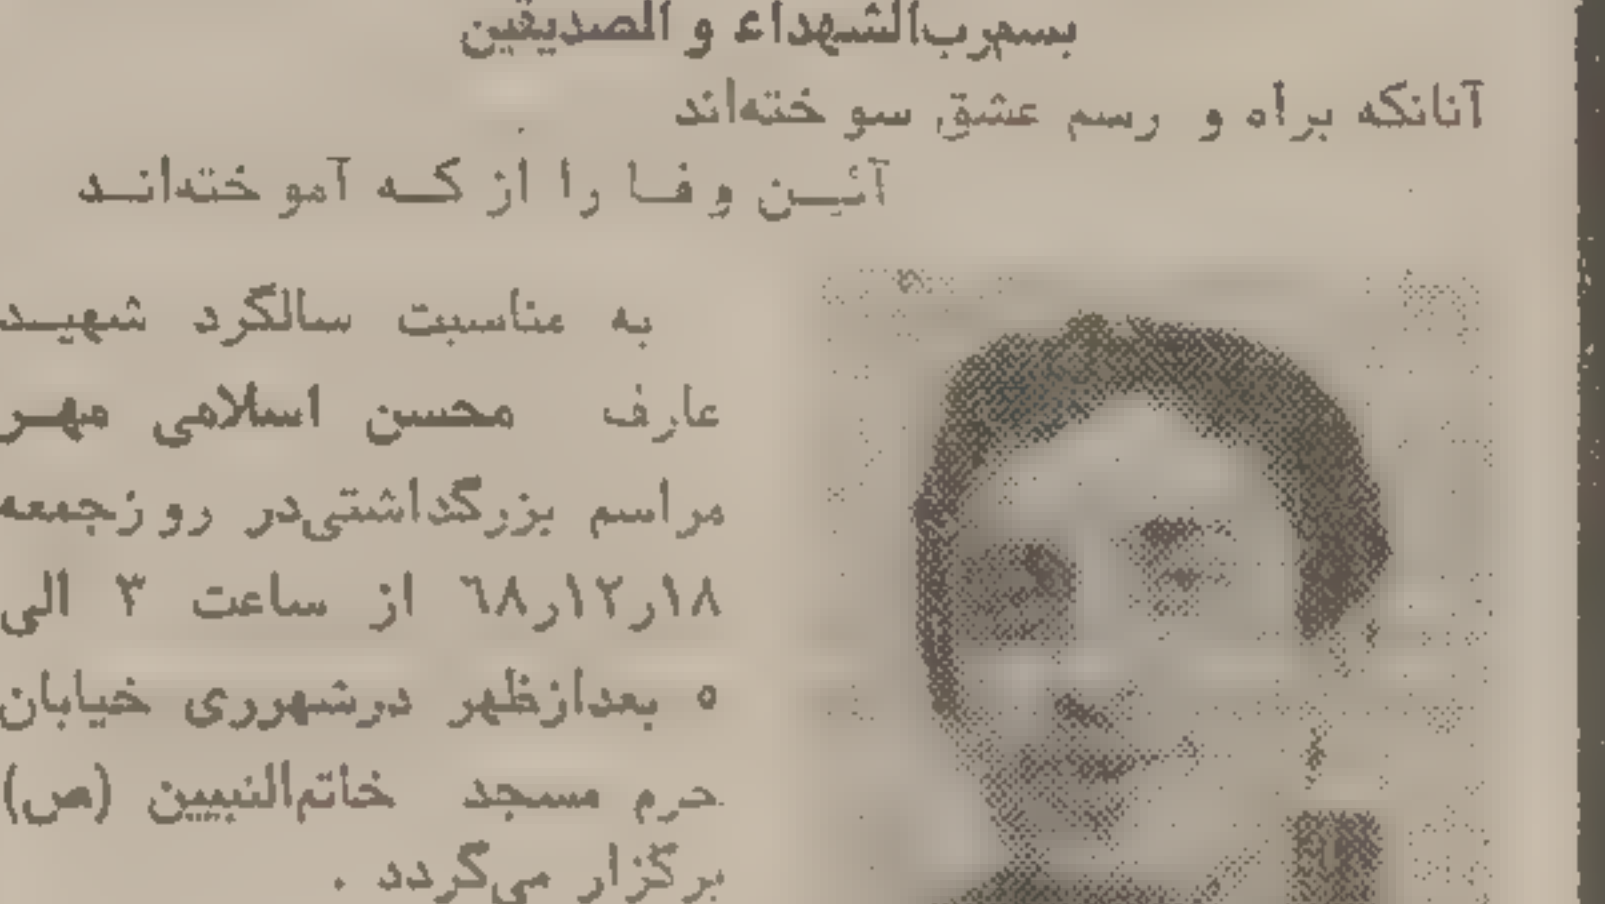 بسم‌رب‌الشهداء و الصدیقین
آنانکه براه و رسم عشق سوخته‌اند
آئین وفا را از که آموخته‌اند
به مناسبت سالگرد شهید
عارف محسن اسلامی مهر
مراسم بزرگداشتی‌در روزجمعه
۱۸ر۱۲ر۶۸ از ساعت ۳ الی
۵ بعدازظهر درشهرری خیابان
حرم مسجد خاتم‌النبیین (ص)
برگزار می‌گردد .